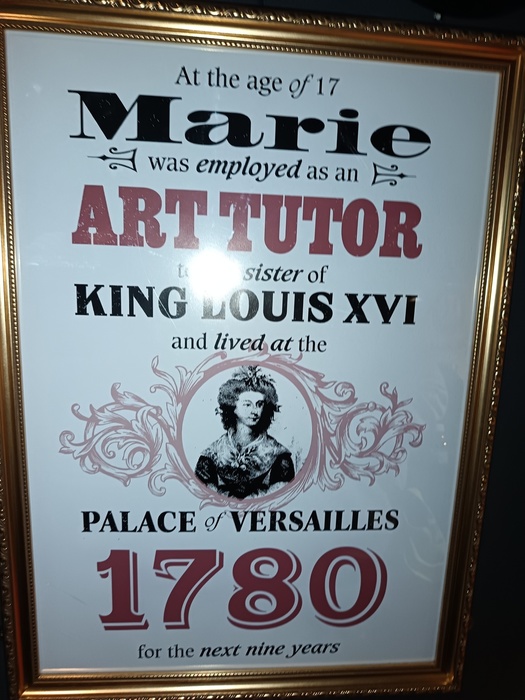 At the age of 17
Marie
was employed as an
ART TUTOR
sister of
KING LOUIS XVI
and lived at the
PALACE of VERSAILLES
1780
for the next nine years